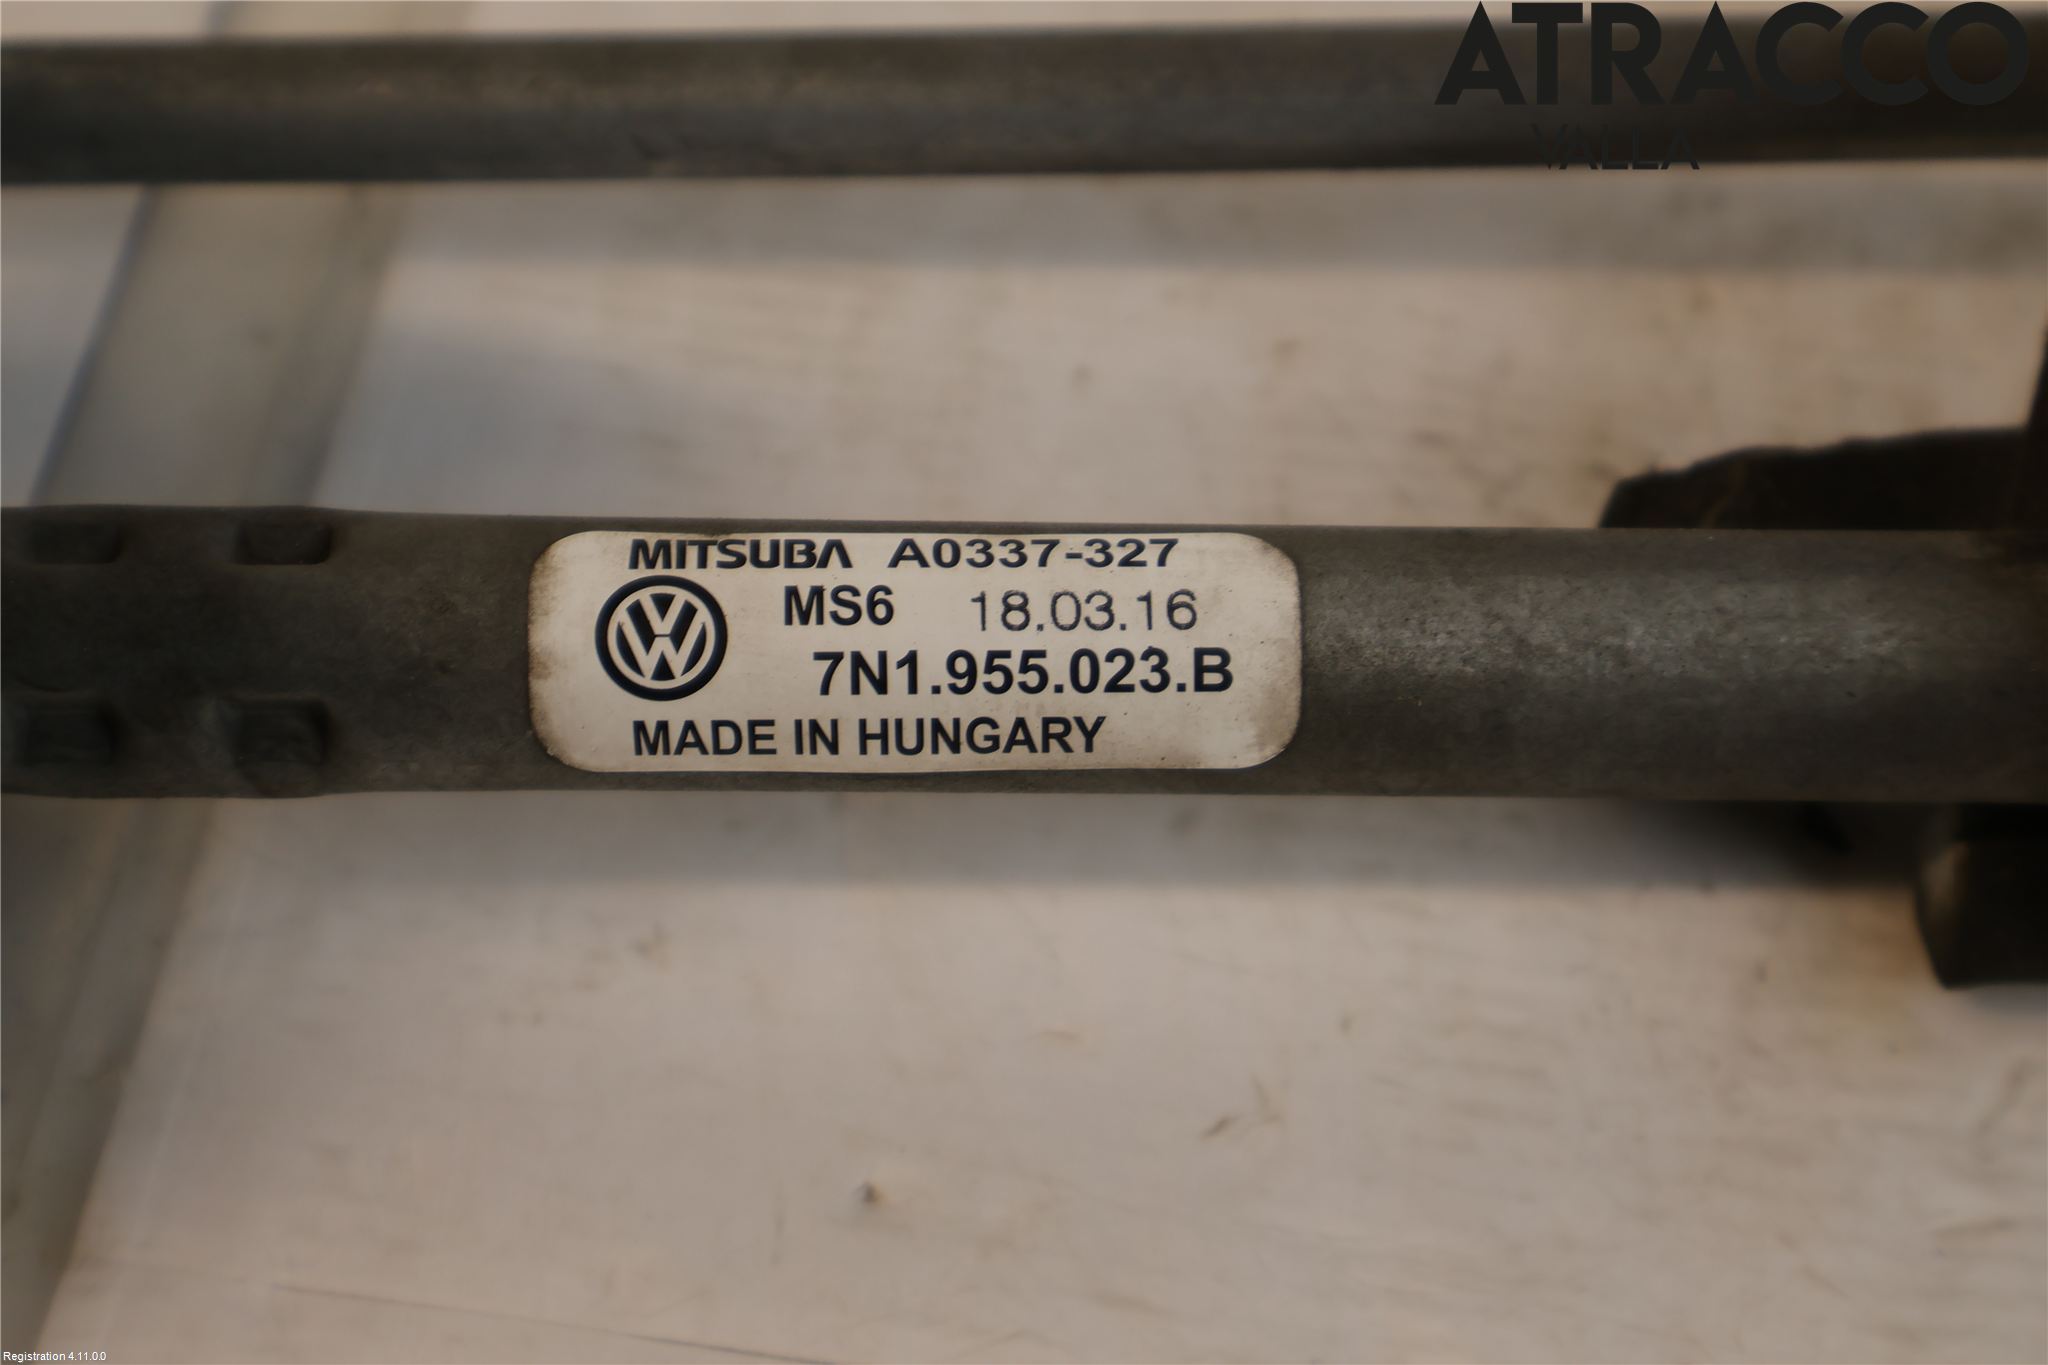 ATRACCO
VALLA
MITSUBA A0337-327
MS6 18.03.16
7N1.955.023.B
MADE IN HUNGARY
Registration 4.11.0.0